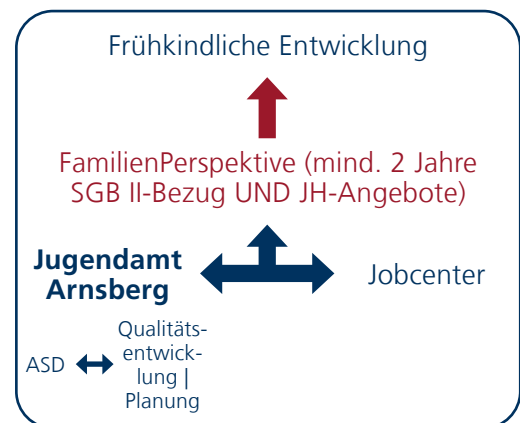 Frühkindliche Entwicklung
FamilienPerspektive (mind. 2 Jahre
SGB II-Bezug UND JH-Angebote)
Jugendamt
Arnsberg
Jobcenter
ASD
Qualitäts-
entwick-
lung |
Planung